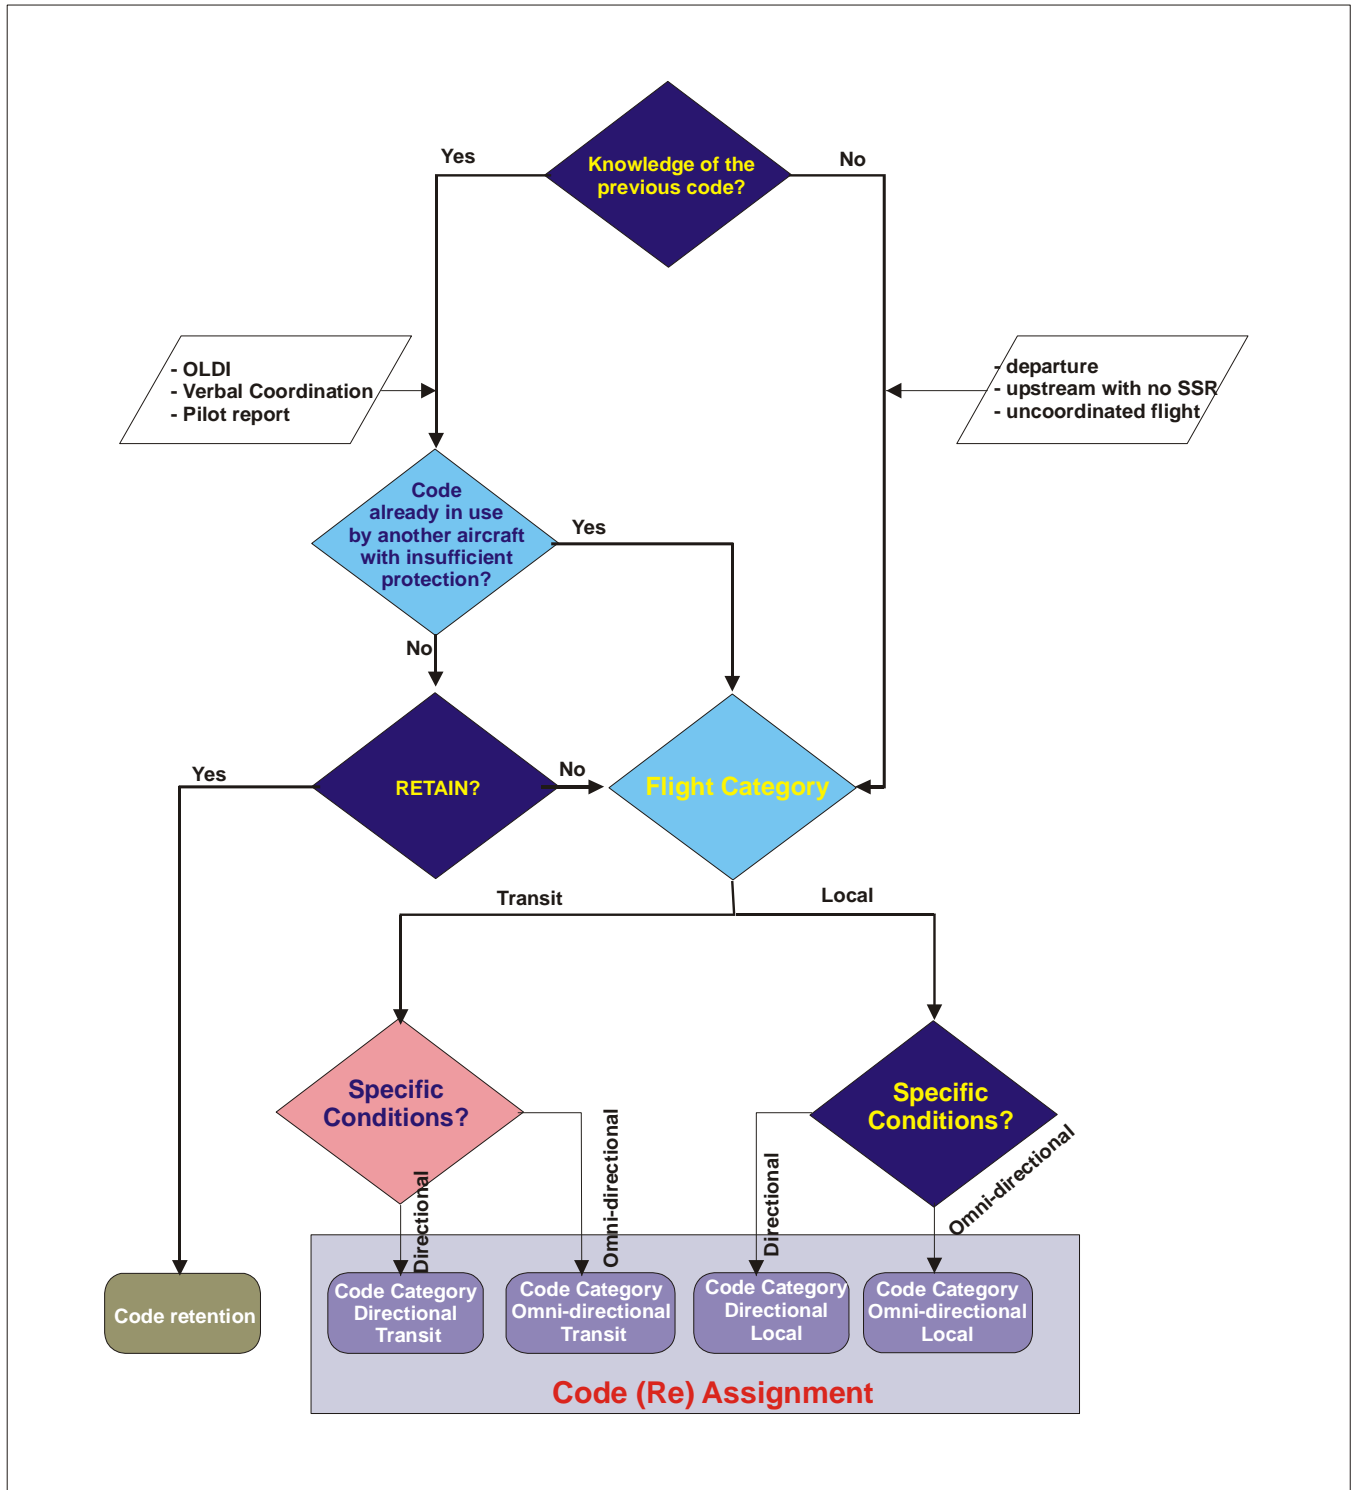 Knowledge of the
previous code?
Yes
No
- OLDI
- Verbal Coordination
- Pilot report
- departure
- upstream with no SSR
- uncoordinated flight
Code
already in use
by another aircraft
with insufficient
protection?
Yes
No
RETAIN?
Yes
No
Flight Category
Transit
Local
Specific
Conditions?
Specific
Conditions?
Directional
Omni-directional
Directional
Omni-directional
Code retention
Code Category
Directional
Transit
Code Category
Omni-directional
Transit
Code Category
Directional
Local
Code Category
Omni-directional
Local
Code (Re) Assignment